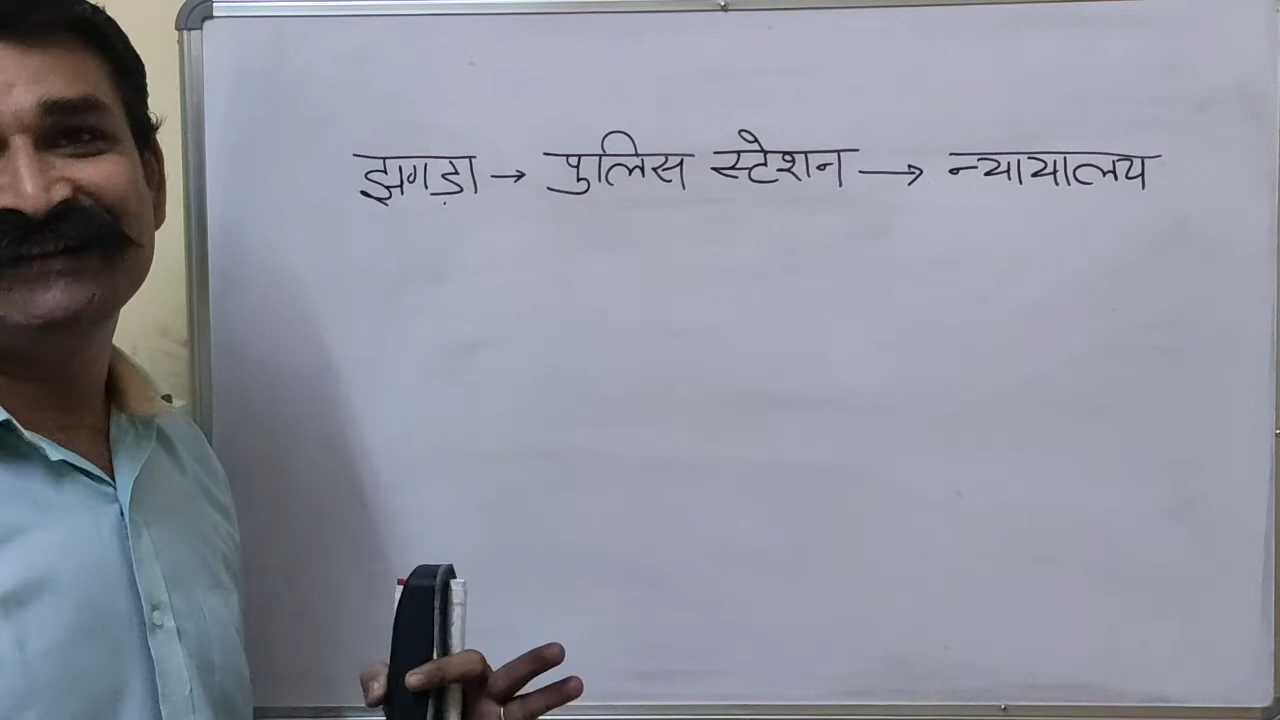 झगड़ा → पुलिस स्टेशन → न्यायालय